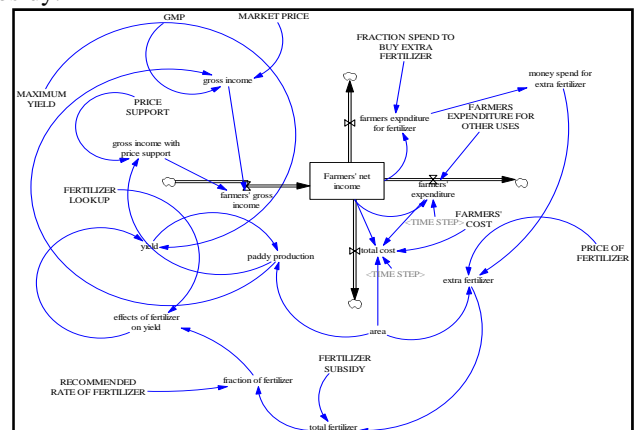 GMP
MARKET PRICE
FRACTION SPEND TO
BUY EXTRA
FERTILIZER
gross income
money spend for
extra fertilizer
MAXIMUM
YIELD
PRICE
SUPPORT
farmers expnditure
for fertilizer
FARMERS
EXPENDITURE FOR
OTHER USES
gross income with
price support
Farmers' net
income
FERTILIZER
LOOKUP
farmers' gross
income
farmers'
expenditure
<TIME STEP>
FARMERS'
COST
yield
paddy production
total cost
PRICE OF
FERTILIZER
<TIME STEP>
extra fertilizer
effects of fertilizer
on yield
area
FERTILIZER
SUBSIDY
RECOMMENDED
RATE OF FERTILIZER
fraction of fertilizer
total fertilizer